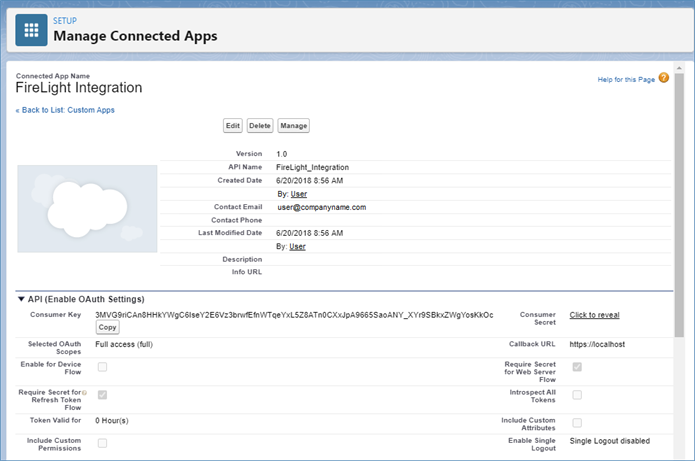 SETUP
Manage Connected Apps
Connected App Name
FireLight Integration
Help for this Page ?
« Back to List: Custom Apps
Edit Delete Manage
Version 1.0
API Name FireLight_Integration
Created Date 6/20/2018 8:56 AM
By: User
Contact Email user@companyname.com
Contact Phone
Last Modified Date 6/20/2018 8:56 AM
By: User
Description
Info URL
API (Enable OAuth Settings)
Consumer Key 3MVG9riCAn8HHkYWgC6IseY2E6Vz3brwfEfnWTqeYxL5Z8ATn0CXxJpA9665SaoANY_XYr9SBkxZWgYosKkOc Consumer
Copy Secret Click to reveal
Selected OAuth Full access (full) Callback URL https://localhost
Scopes
Enable for Device Require Secret
Flow for Web Server
Flow
Require Secret for Introspect All
Refresh Token Tokens
Flow
Token Valid for 0 Hour(s) Include Custom
Attributes
Include Custom Enable Single Single Logout disabled
Permissions Logout